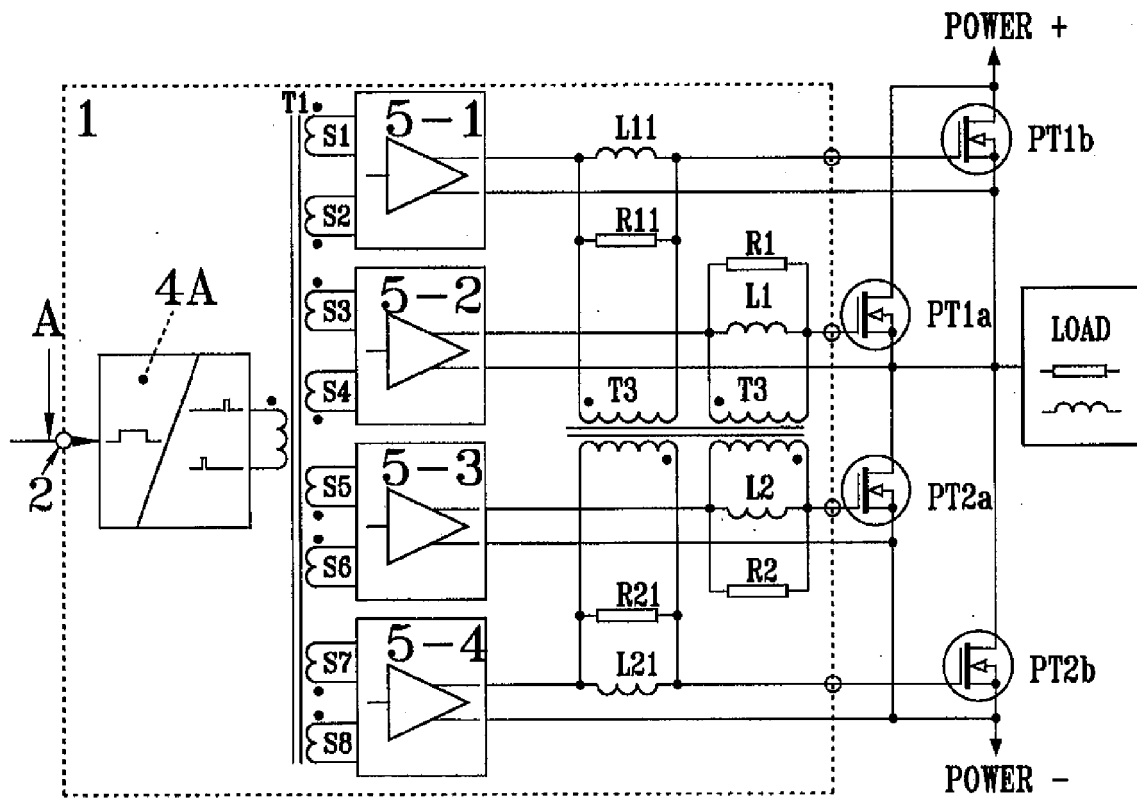 POWER +
1
T1
S1
5-1
L11
PT1b
S2
R11
R1
4A
S3
5-2
L1
PT1a
LOAD
A
S4
T3
T3
2
S5
5-3
L2
PT2a
S6
R21
R2
S7
5-4
L21
PT2b
S8
POWER -